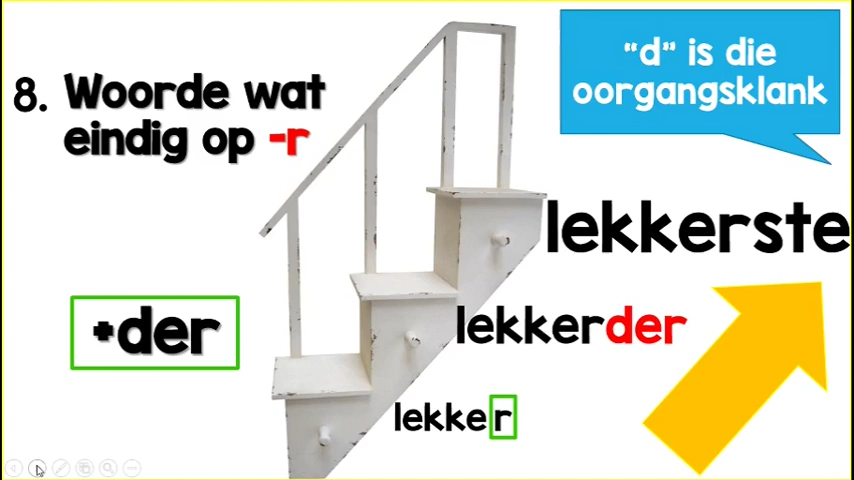 8. Woorde wat
eindig op -r
"d" is die
oorgangsklank
lekkerste
+der
lekkerder
lekker